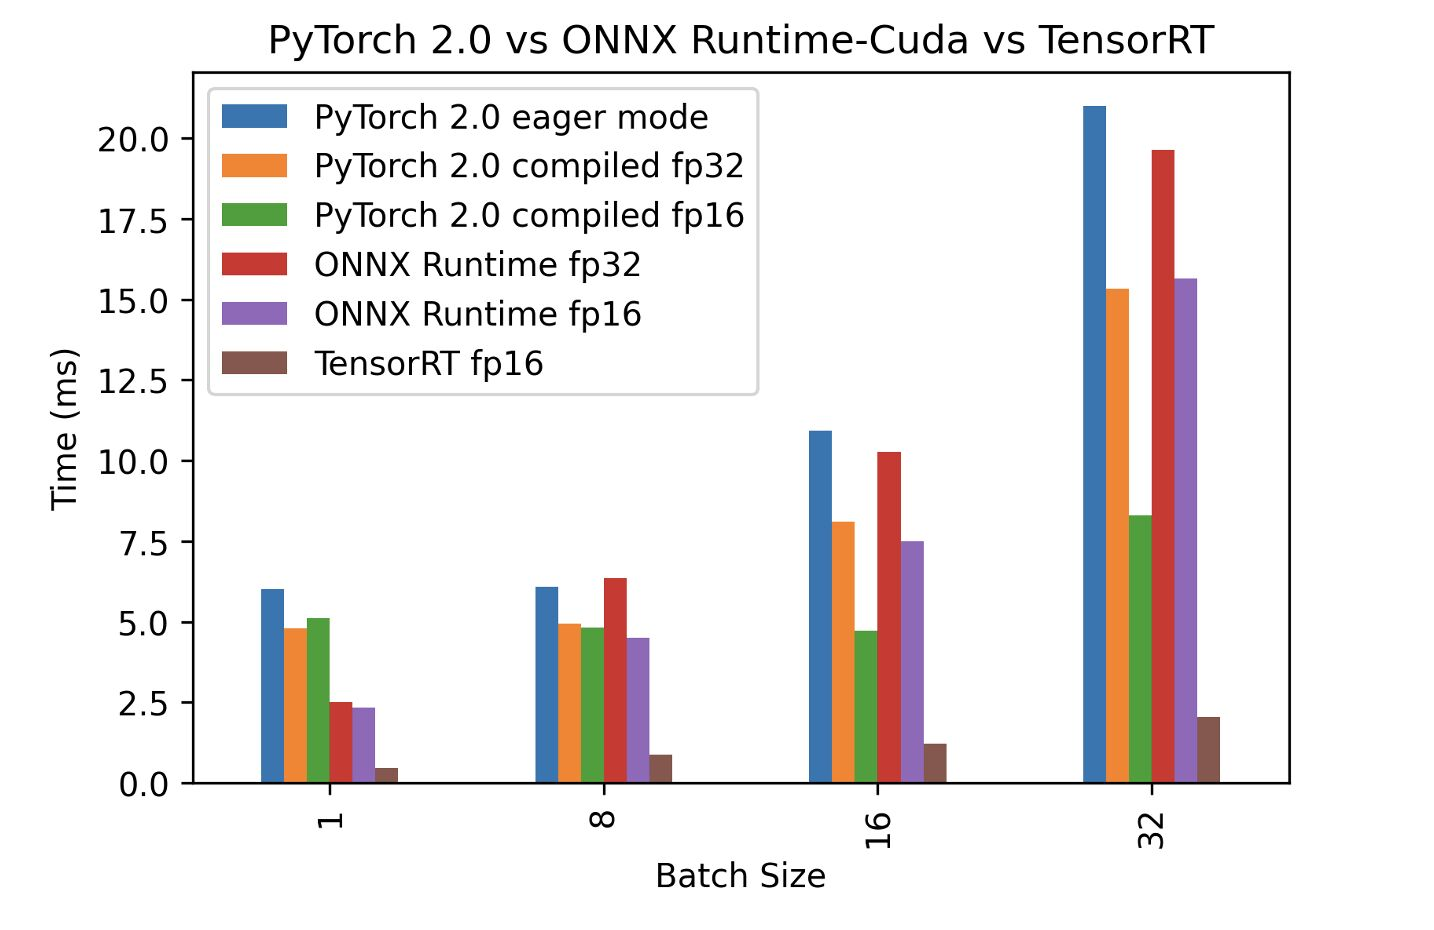 PyTorch 2.0 vs ONNX Runtime-Cuda vs TensorRT
PyTorch 2.0 eager mode
PyTorch 2.0 compiled fp32
PyTorch 2.0 compiled fp16
ONNX Runtime fp32
ONNX Runtime fp16
TensorRT fp16
Time (ms)
20.0
17.5
15.0
12.5
10.0
7.5
5.0
2.5
0.0
1
8
16
32
Batch Size